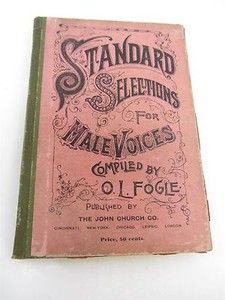 STANDARD
SELECTIONS
FOR
MALE VOICES
COMPILED BY
O. L. FOGLE.
PUBLISHED BY
THE JOHN CHURCH CO.
CINCINNATI, NEW YORK, CHICAGO, LEIPSIC, LONDON.
Price, 50 cents.